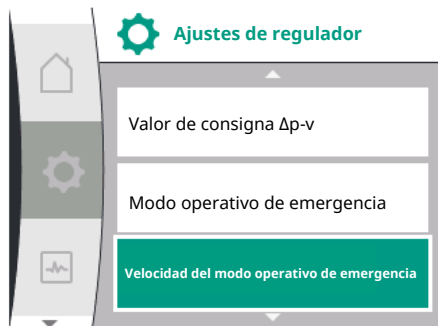 Ajustes de regulador
Valor de consigna Δp-v
Modo operativo de emergencia
Velocidad del modo operativo de emergencia